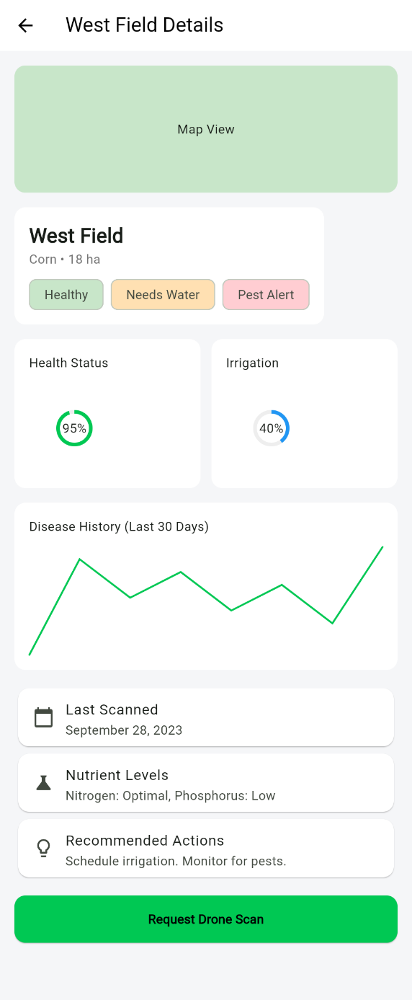 West Field Details
Map View
West Field
Corn • 18 ha
Healthy
Needs Water
Pest Alert
Health Status
Irrigation
95%
40%
Disease History (Last 30 Days)
Last Scanned
September 28, 2023
Nutrient Levels
Nitrogen: Optimal, Phosphorus: Low
Recommended Actions
Schedule irrigation. Monitor for pests.
Request Drone Scan